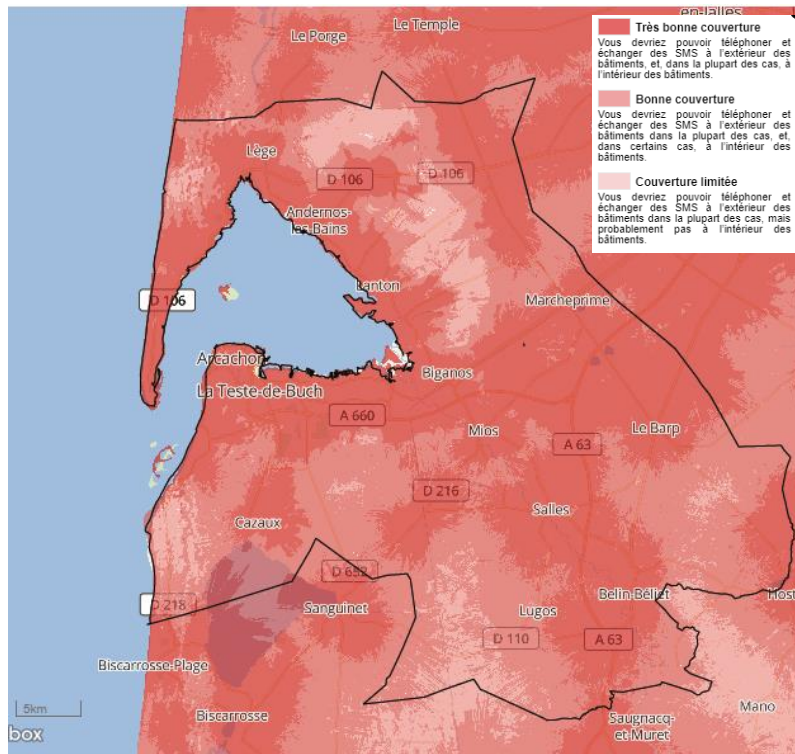 en-Jalles
Le Temple
Le Porge
Très bonne couverture
Vous devriez pouvoir téléphoner et
échanger des SMS à l'extérieur des
bâtiments, et, dans la plupart des cas, à
l'intérieur des bâtiments.
Bonne couverture
Vous devriez pouvoir téléphoner et
échanger des SMS à l'extérieur des
bâtiments dans la plupart des cas, et,
dans certains cas, à l'intérieur des
bâtiments.
Couverture limitée
Vous devriez pouvoir téléphoner et
échanger des SMS à l'extérieur des
bâtiments dans la plupart des cas, mais
probablement pas à l'intérieur des
bâtiments.
Lège
D 106
D 106
Andernos-
les-Bains
Lanton
D 106
Marcheprime
Arcachon
Biganos
La Teste-de-Buch
A 660
Mios
Le Barp
A 63
D 216
Salles
Cazaux
D 652
Belin-Béliet
Host
D 218
Sanguinet
Lugos
D 110
A 63
Biscarrosse-Plage
5km
Biscarrosse
Mano
Saugnacq-
et-Muret
box